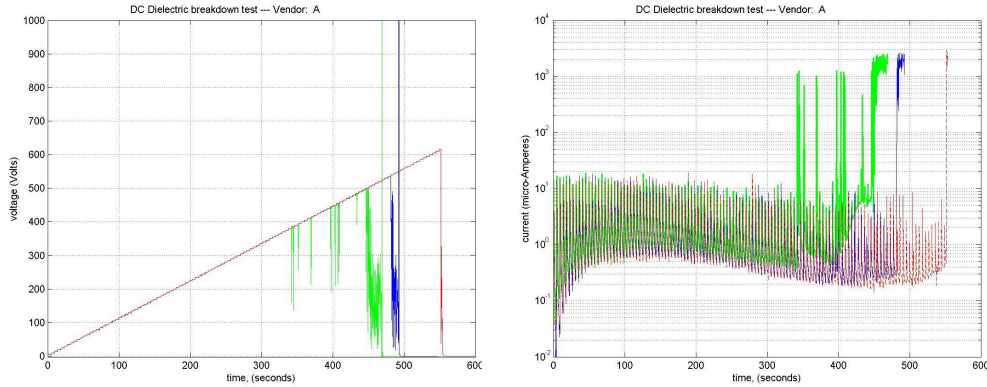 DC Dielectric breakdown test --- Vendor: A
1000
900
800
700
600
500
400
300
200
100
0
voltage (Volts)
0 100 200 300 400 500 600
time, (seconds)
DC Dielectric breakdown test --- Vendor: A
10^4
10^3
10^2
10^1
10^0
10^-1
10^-2
current (micro-Amperes)
0 100 200 300 400 500 600
time, (seconds)